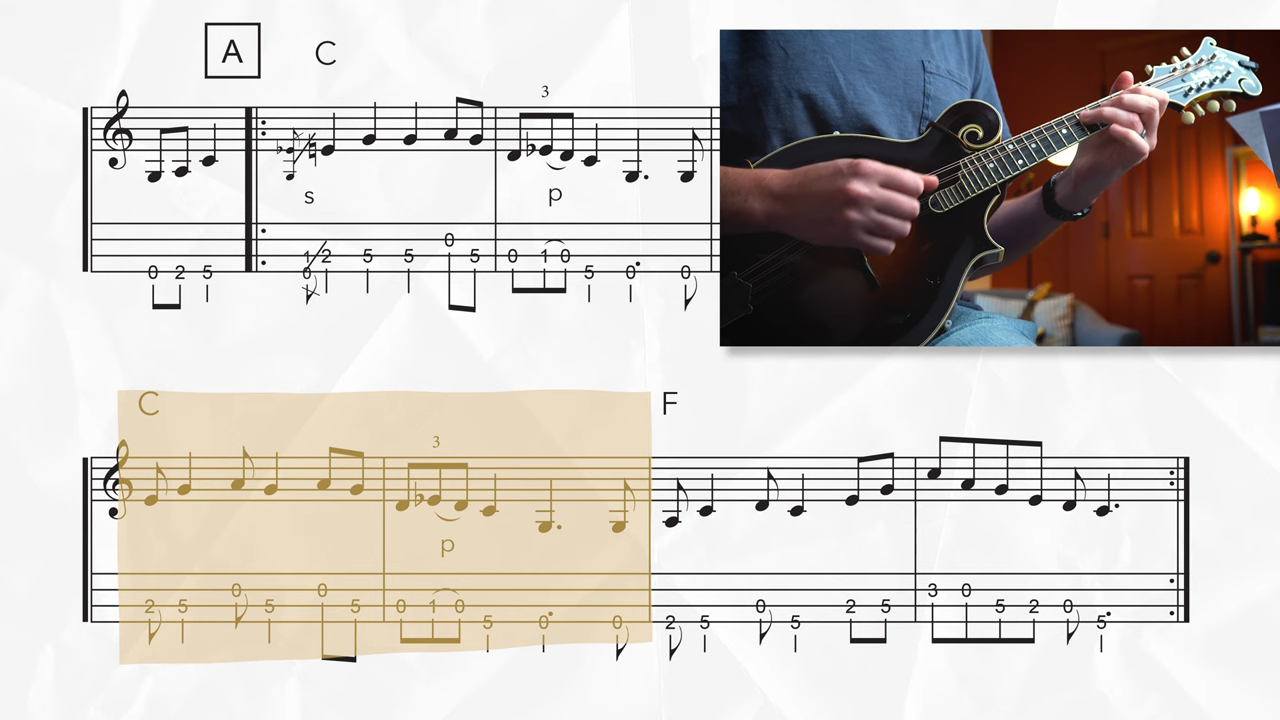 A C
3
s p
0
1 2 5 5 5 0 1 0
0 2 5 0 5 0 0
C F
3
p
0 0 3 0
2 5 5 5 0 1 0 0 2 5 5 2 0
5 0 0 2 5 5 5